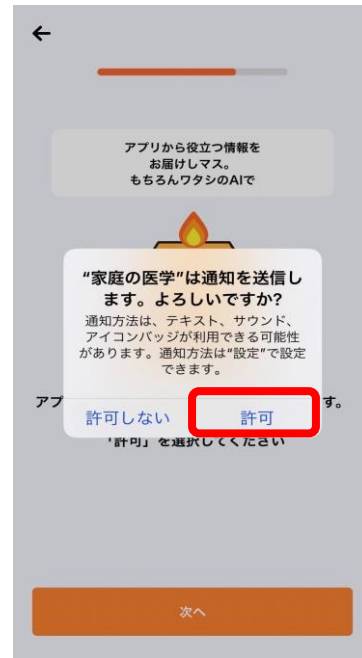 アプリから役立つ情報を
お届けしマス。
もちろんワタシのAIで
“家庭の医学”は通知を送信し
ます。よろしいですか?
通知方法は、テキスト、サウンド、
アイコンバッジが利用できる可能性
があります。通知方法は“設定”で設定
できます。
アプ す。
許可しない 許可
「許可」を選択してください
次へ